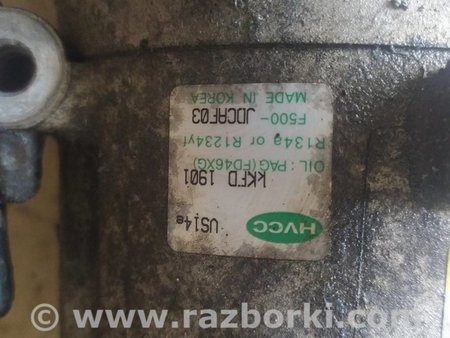 HVCC
US14e
KKFD 1901
OIL : PAG(FD46XG)
R134a or R1234yf
F500- JDCAF03
MADE IN KOREA
www.razborki.com